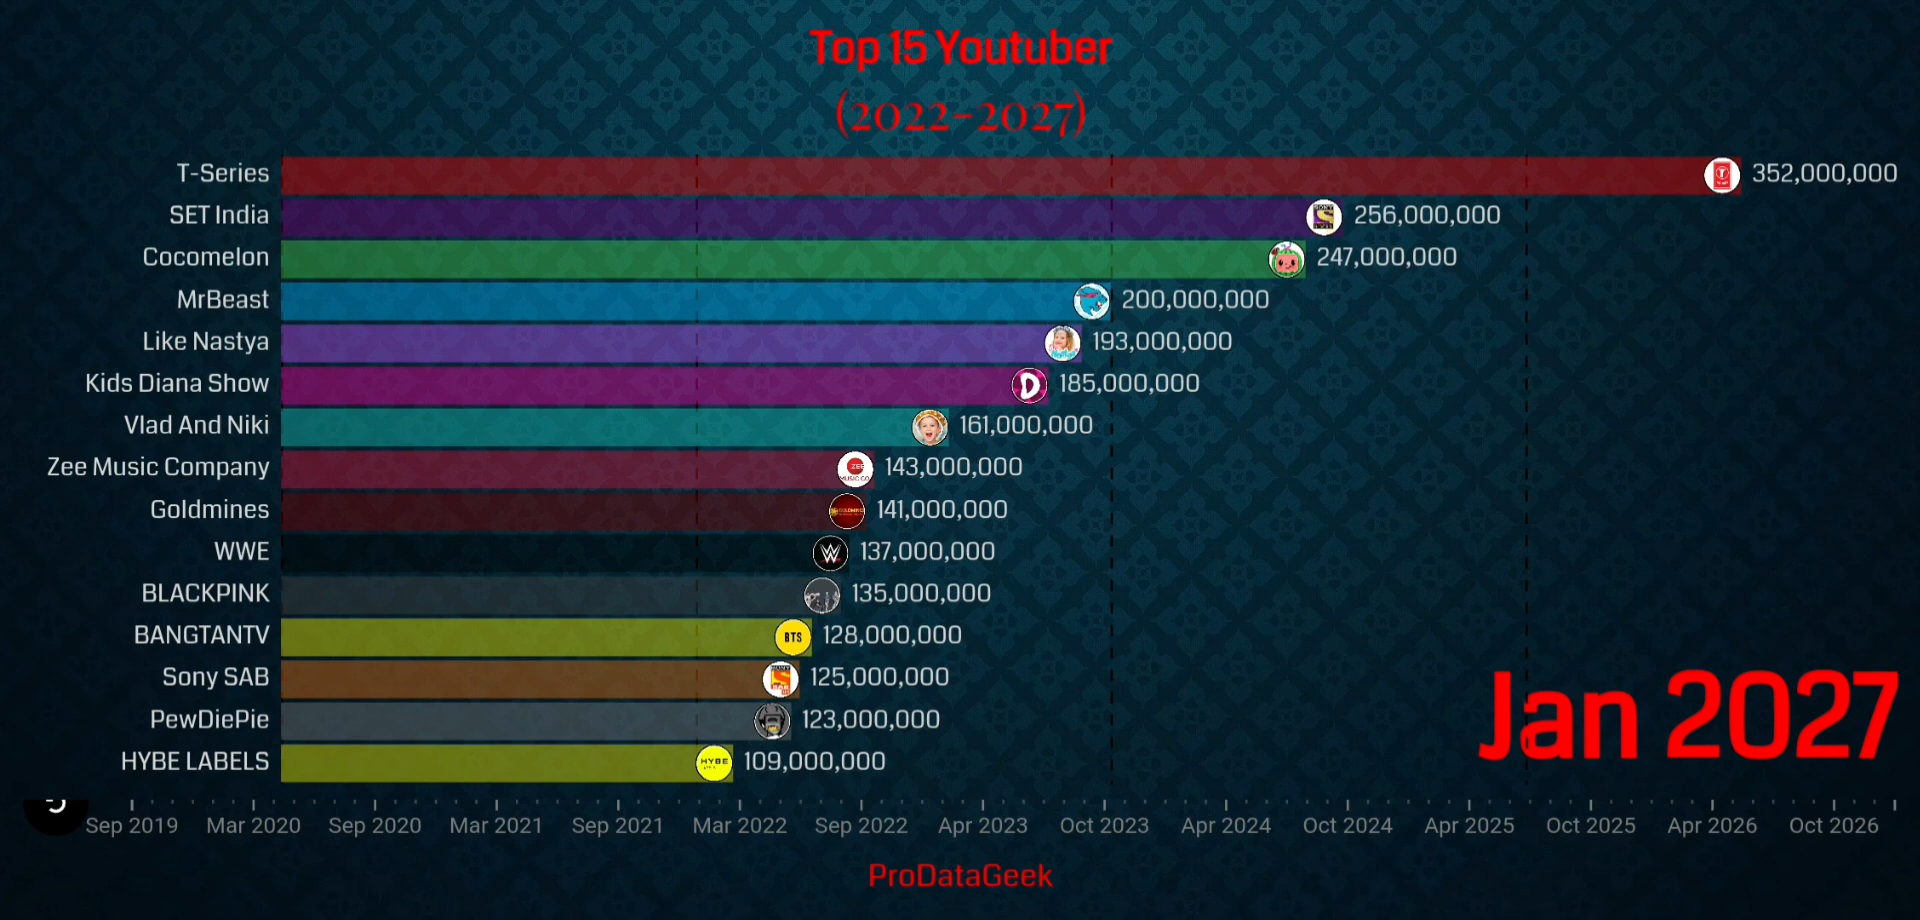 Top 15 Youtuber
(2022-2027)
T-Series 352,000,000
SET India 256,000,000
Cocomelon 247,000,000
MrBeast 200,000,000
Like Nastya 193,000,000
Kids Diana Show 185,000,000
Vlad And Niki 161,000,000
Zee Music Company ZEE MUSIC CO 143,000,000
Goldmines 141,000,000
WWE W 137,000,000
BLACKPINK 135,000,000
BANGTANTV BTS 128,000,000
Sony SAB 125,000,000
PewDiePie 123,000,000
HYBE LABELS HYBE 109,000,000
Jan 2027
Sep 2019 Mar 2020 Sep 2020 Mar 2021 Sep 2021 Mar 2022 Sep 2022 Apr 2023 Oct 2023 Apr 2024 Oct 2024 Apr 2025 Oct 2025 Apr 2026 Oct 2026
ProDataGeek